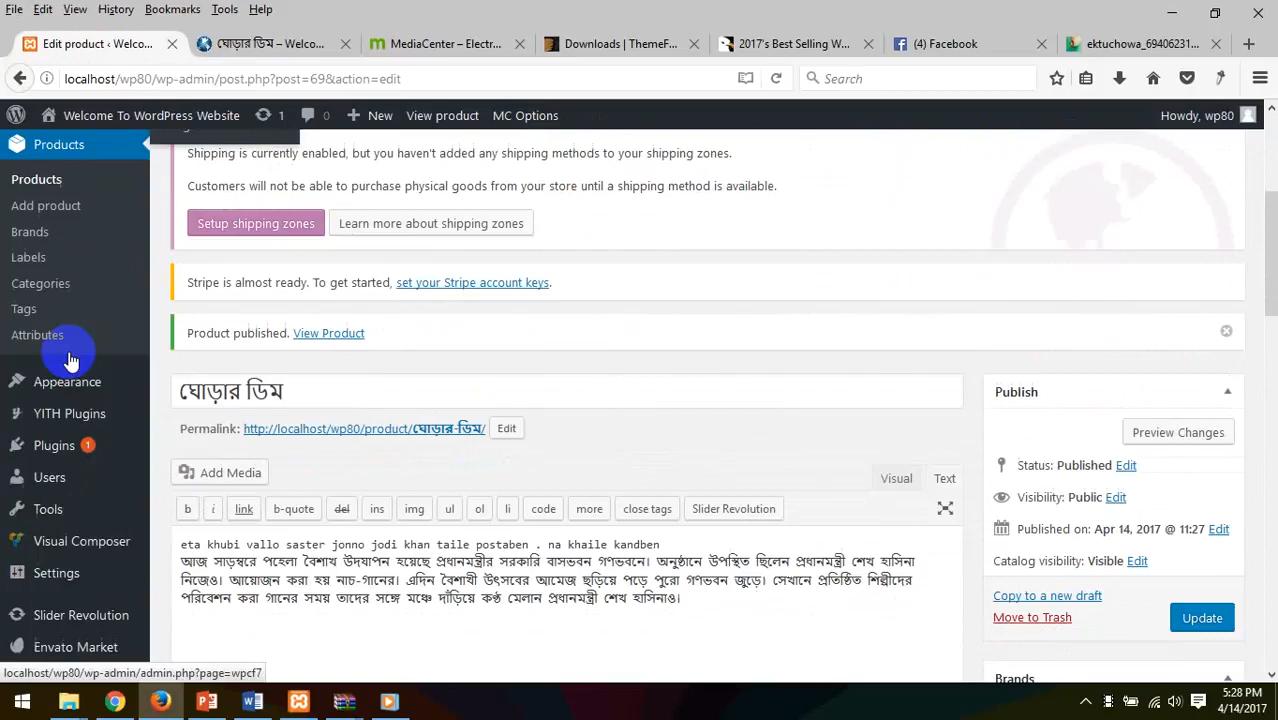 File Edit View History Bookmarks Tools Help
Edit product ‹ Welco... ঘোড়ার ডিম – Welco... MediaCenter – Electr... Downloads | ThemeF... 2017's Best Selling W... (4) Facebook ektuchowa_69406231...
localhost/wp80/wp-admin/post.php?post=69&action=edit Search
Welcome To WordPress Website 1 0 New View product MC Options Howdy, wp80
Products
Products
Add product
Brands
Labels
Categories
Tags
Attributes
Appearance
YITH Plugins
Plugins 1
Users
Tools
Visual Composer
Settings
Slider Revolution
Envato Market
Shipping is currently enabled, but you haven't added any shipping methods to your shipping zones.
Customers will not be able to purchase physical goods from your store until a shipping method is available.
Setup shipping zones Learn more about shipping zones
Stripe is almost ready. To get started, set your Stripe account keys.
Product published. View Product
ঘোড়ার ডিম
Permalink: http://localhost/wp80/product/ঘোড়ার-ডিম/ Edit
Add Media Visual Text
b i link b-quote del ins img ul ol li code more close tags Slider Revolution
eta khubi vallo saster jonno jodi khan taile postaben . na khaile kandben
আজ সাড়ম্বরে পহেলা বৈশাখ উদযাপন হয়েছে প্রধানমন্ত্রীর সরকারি বাসভবন গণভবনে। অনুষ্ঠানে উপস্থিত ছিলেন প্রধানমন্ত্রী শেখ হাসিনা
নিজেও। আয়োজন করা হয় নাচ-গানের। এদিন বৈশাখী উৎসবের আমেজ ছড়িয়ে পড়ে পুরো গণভবন জুড়ে। সেখানে প্রতিষ্ঠিত শিল্পীদের
পরিবেশন করা গানের সময় তাদের সঙ্গে মঞ্চে দাঁড়িয়ে কণ্ঠ মেলান প্রধানমন্ত্রী শেখ হাসিনাও।
Publish
Preview Changes
Status: Published Edit
Visibility: Public Edit
Published on: Apr 14, 2017 @ 11:27 Edit
Catalog visibility: Visible Edit
Copy to a new draft
Move to Trash Update
Brands
localhost/wp80/wp-admin/admin.php?page=wpcf7
5:28 PM
4/14/2017